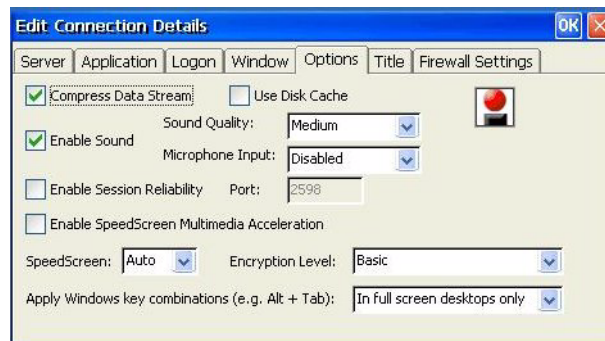 Edit Connection Details OK
Server Application Logon Window Options Title Firewall Settings
Compress Data Stream Use Disk Cache
Sound Quality: Medium
Enable Sound
Microphone Input: Disabled
Enable Session Reliability Port: 2598
Enable SpeedScreen Multimedia Acceleration
SpeedScreen: Auto Encryption Level: Basic
Apply Windows key combinations (e.g. Alt + Tab): In full screen desktops only